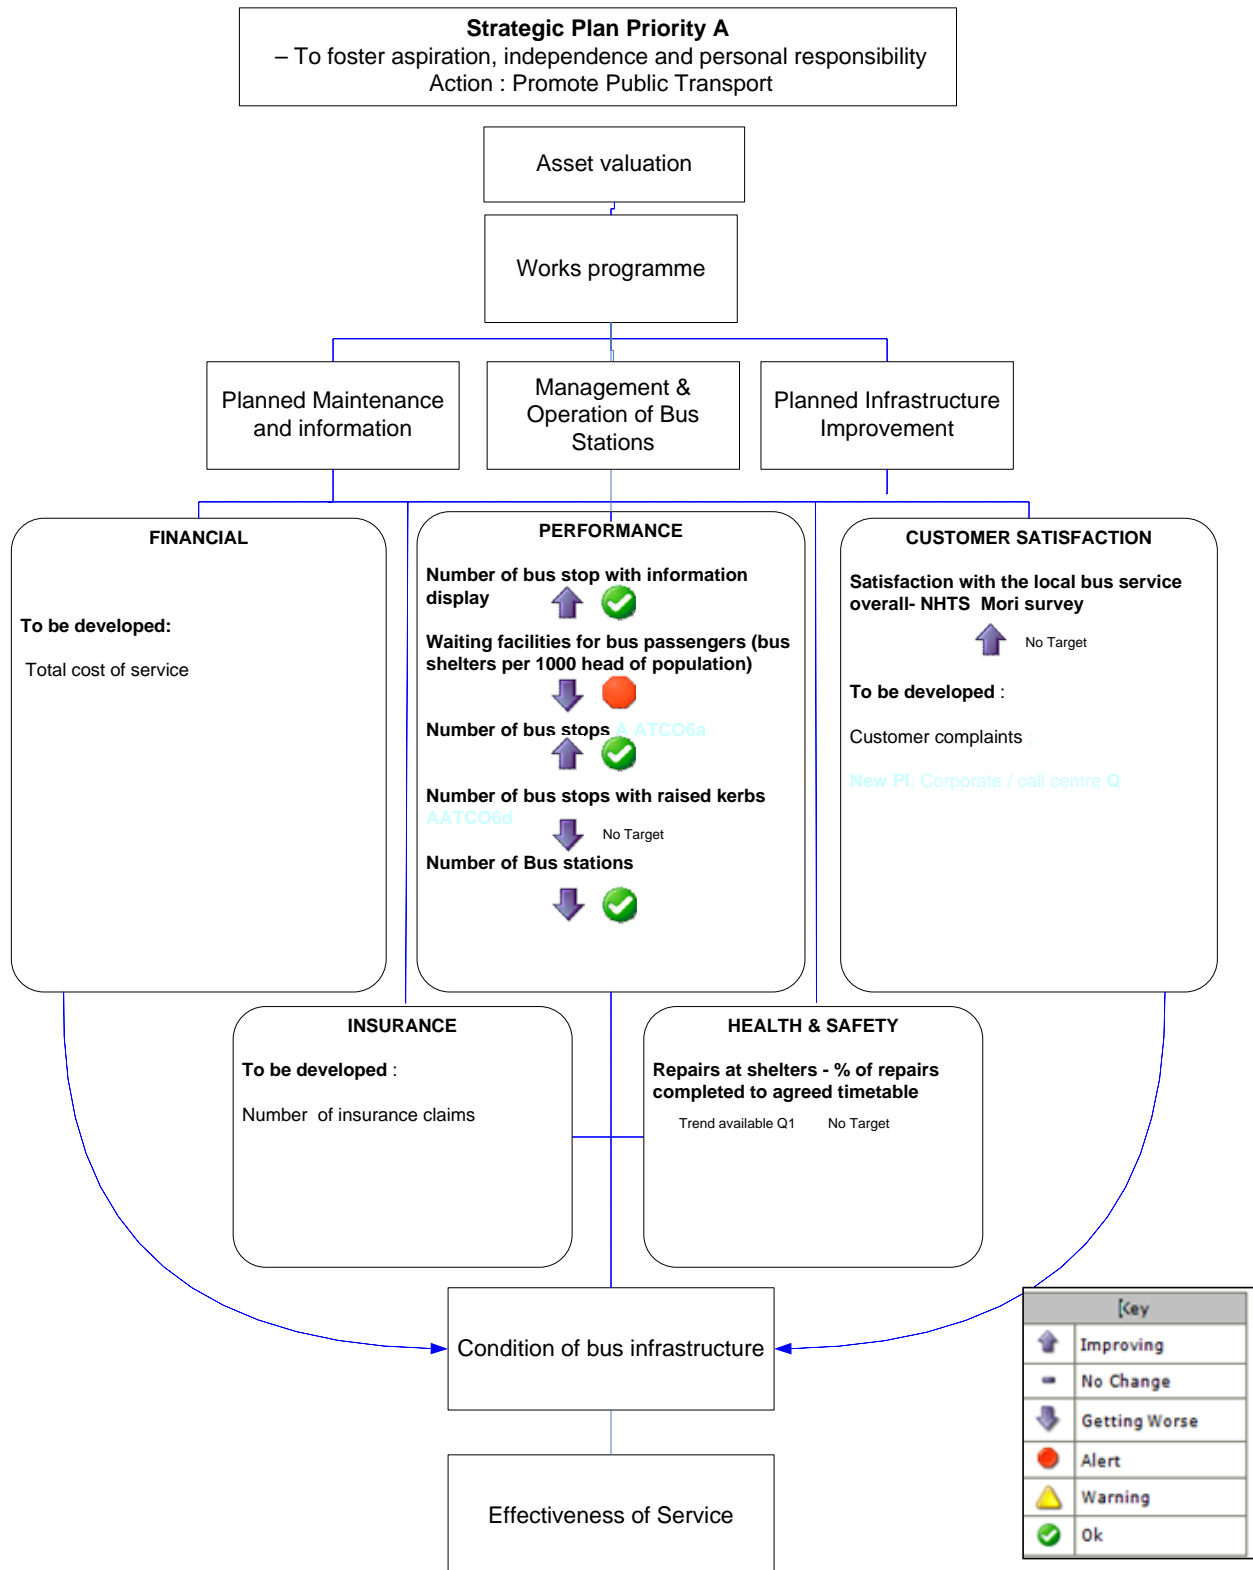 Strategic Plan Priority A
– To foster aspiration, independence and personal responsibility
Action : Promote Public Transport
Asset valuation
Works programme
Planned Maintenance
and information
Management &
Operation of Bus
Stations
Planned Infrastructure
Improvement
FINANCIAL
To be developed:
Total cost of service
PERFORMANCE
Number of bus stop with information
display
Waiting facilities for bus passengers (bus
shelters per 1000 head of population)
Number of bus stops A ATCO6a
Number of bus stops with raised kerbs
AATCO6d
No Target
Number of Bus stations
CUSTOMER SATISFACTION
Satisfaction with the local bus service
overall- NHTS Mori survey
No Target
To be developed :
Customer complaints ;
New PI: Corporate / call centre Q
INSURANCE
To be developed :
Number of insurance claims
HEALTH & SAFETY
Repairs at shelters - % of repairs
completed to agreed timetable
Trend available Q1 No Target
Condition of bus infrastructure
Effectiveness of Service
Key
Improving
No Change
Getting Worse
Alert
Warning
Ok